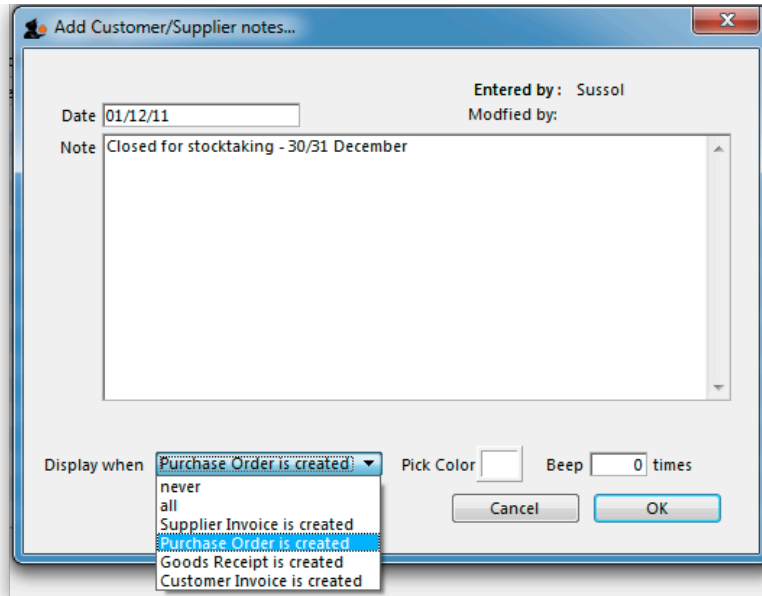 Add Customer/Supplier notes...
Entered by: Sussol
Date 01/12/11 Modfied by:
Note Closed for stocktaking - 30/31 December
Display when Purchase Order is created Pick Color Beep 0 times
never
all
Supplier Invoice is created
Purchase Order is created
Goods Receipt is created
Customer Invoice is created
Cancel OK